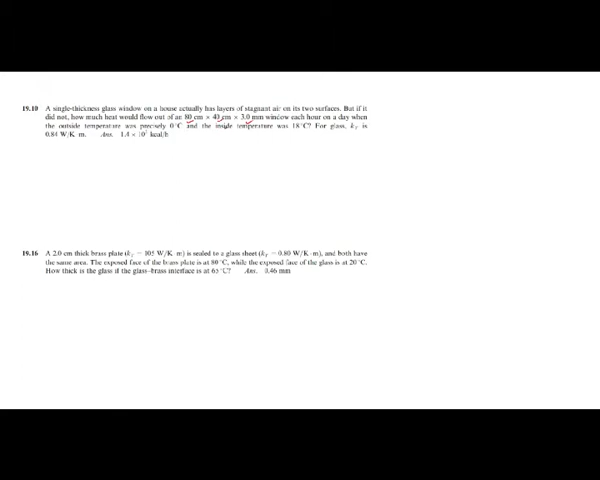 19.10 A single-thickness glass window on a house actually has layers of stagnant air on its two surfaces. But if it
did not, how much heat would flow out of an 80 cm × 40 cm × 3.0 mm window each hour on a day when
the outside temperature was precisely 0°C and the inside temperature was 18°C? For glass, k_T is
0.84 W/K·m. Ans. 1.4 × 10³ kcal/h
19.16 A 2.0 cm thick brass plate (k_T = 105 W/K·m) is sealed to a glass sheet (k_T = 0.80 W/K·m), and both have
the same area. The exposed face of the brass plate is at 80°C, while the exposed face of the glass is at 20°C.
How thick is the glass if the glass–brass interface is at 65°C? Ans. 0.46 mm